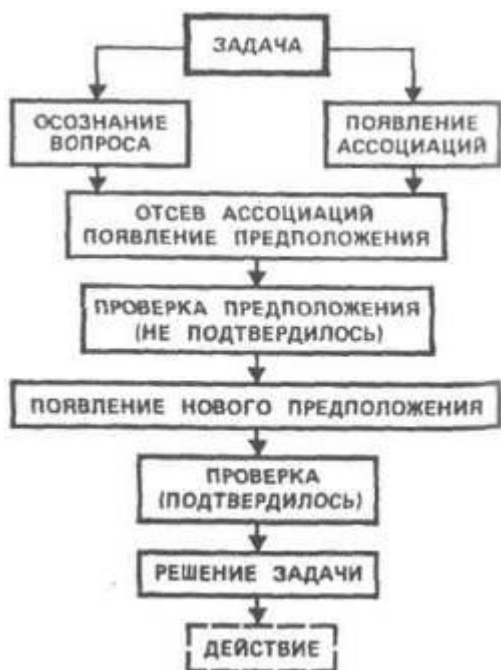 ЗАДАЧА
ОСОЗНАНИЕ
ВОПРОСА
ПОЯВЛЕНИЕ
АССОЦИАЦИЙ
ОТСЕВ АССОЦИАЦИЙ
ПОЯВЛЕНИЕ ПРЕДПОЛОЖЕНИЯ
ПРОВЕРКА ПРЕДПОЛОЖЕНИЯ
(НЕ ПОДТВЕРДИЛОСЬ)
ПОЯВЛЕНИЕ НОВОГО ПРЕДПОЛОЖЕНИЯ
ПРОВЕРКА
(ПОДТВЕРДИЛОСЬ)
РЕШЕНИЕ ЗАДАЧИ
ДЕЙСТВИЕ